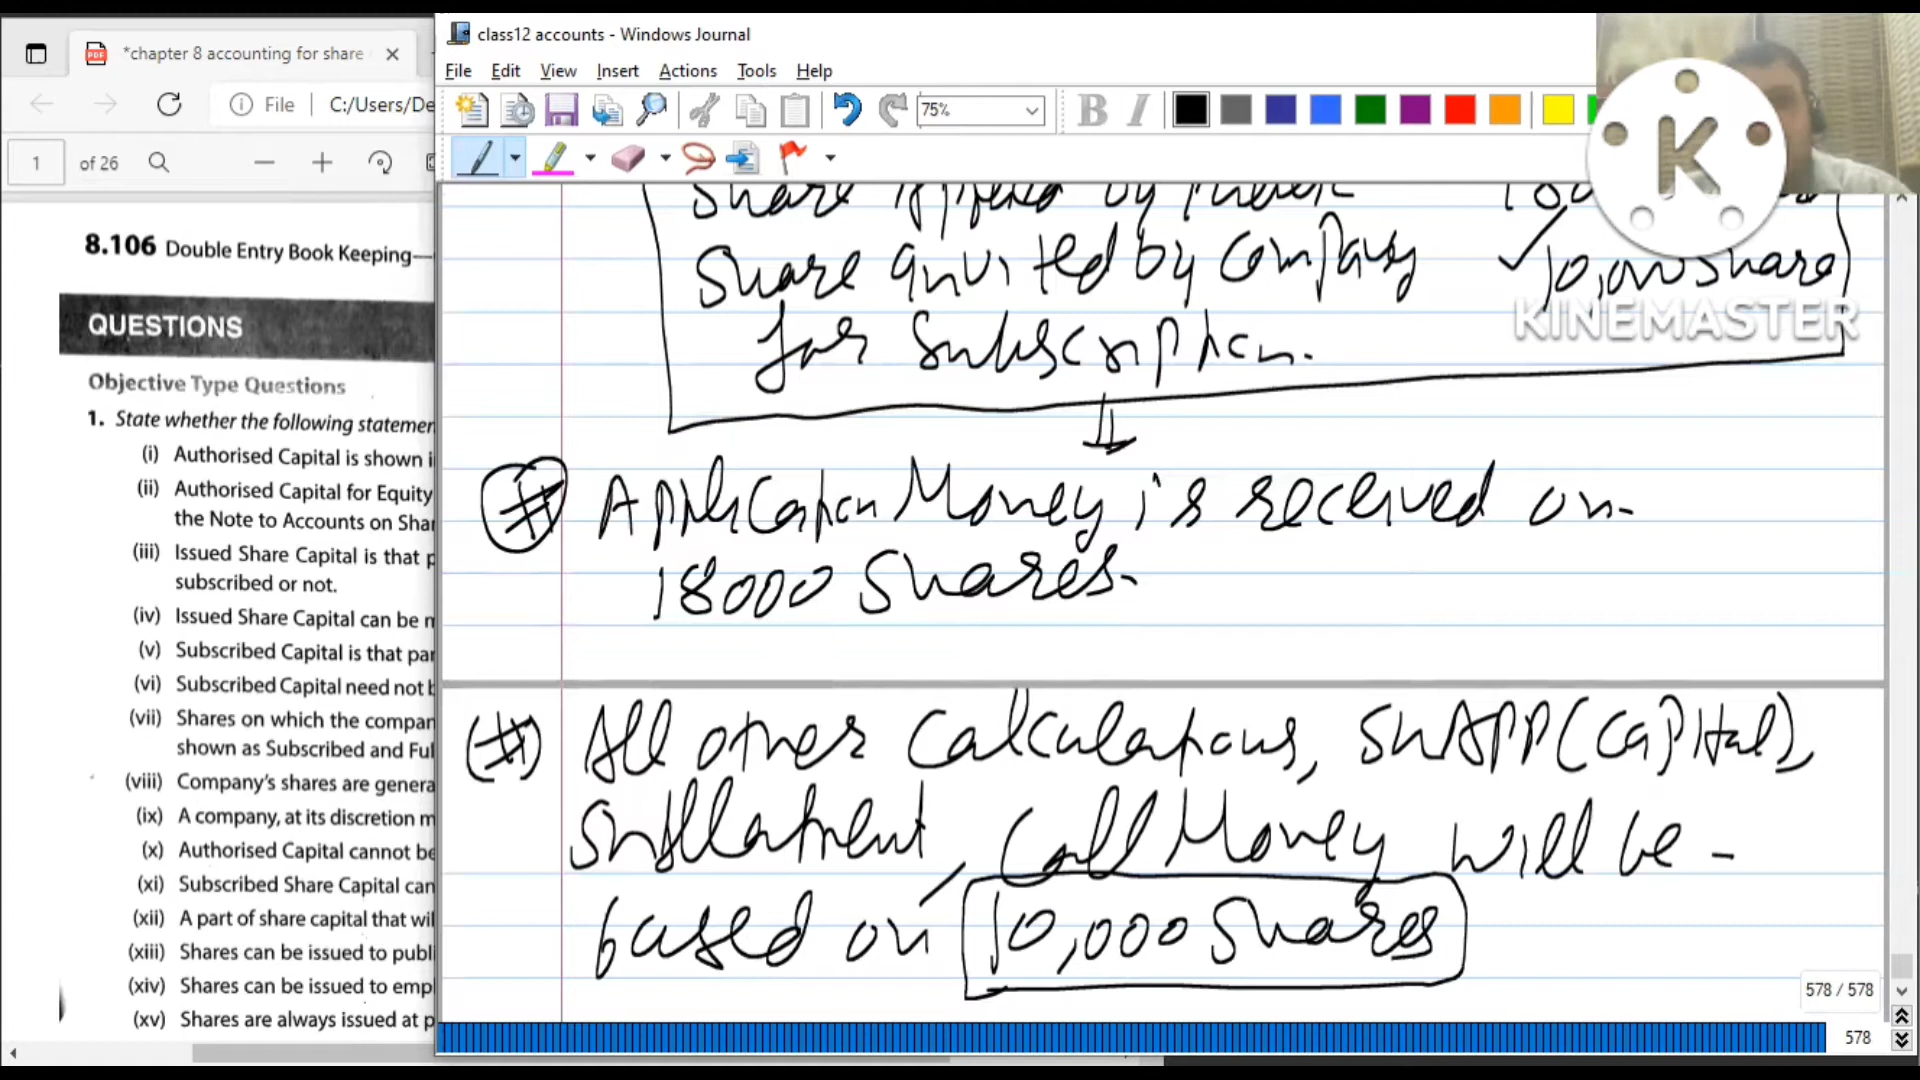 class12 accounts - Windows Journal
*chapter 8 accounting for share
File Edit View Insert Actions Tools Help
File C:/Users/De
75%
B I
1 of 26
K
KINEMASTER
8.106 Double Entry Book Keeping—
QUESTIONS
Objective Type Questions
1. State whether the following statemen
(i) Authorised Capital is shown i
(ii) Authorised Capital for Equity
the Note to Accounts on Shar
(iii) Issued Share Capital is that p
subscribed or not.
(iv) Issued Share Capital can be n
(v) Subscribed Capital is that par
(vi) Subscribed Capital need not b
(vii) Shares on which the compan
shown as Subscribed and Ful
(viii) Company's shares are genera
(ix) A company, at its discretion m
(x) Authorised Capital cannot be
(xi) Subscribed Share Capital can
(xii) A part of share capital that wil
(xiii) Shares can be issued to publi
(xiv) Shares can be issued to empl
(xv) Shares are always issued at p
Share by
Share by Company 10,000 share
for Subscription.
# Application Money is received on
18000 Shares.
(#) All other Calculations, (Capital),
Call Money will be
based on 10,000 Shares
578 / 578
578